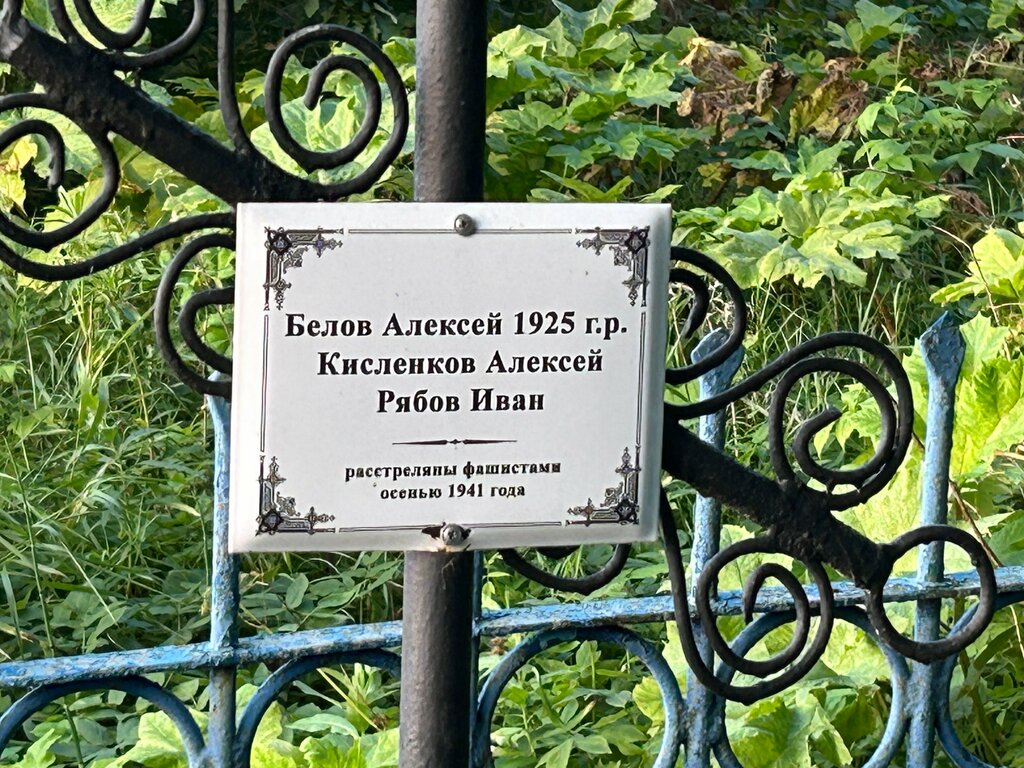 Белов Алексей 1925 г.р.
Кисленков Алексей
Рябов Иван
расстреляны фашистами
осенью 1941 года